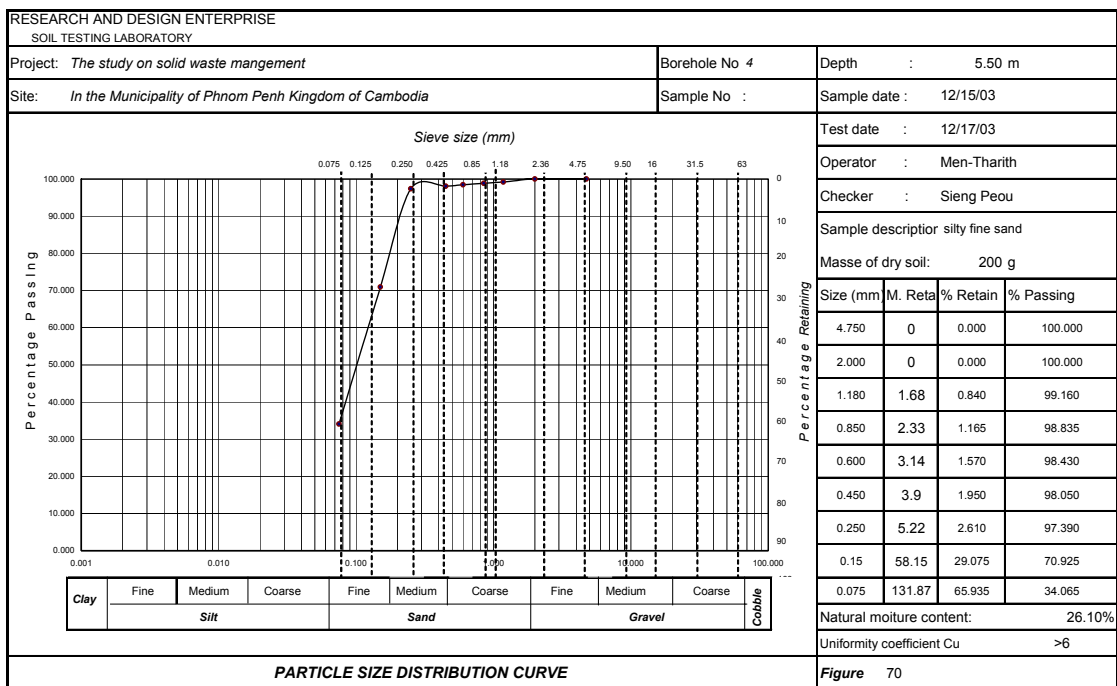 RESEARCH AND DESIGN ENTERPRISE
SOIL TESTING LABORATORY
Project: The study on solid waste mangement
Borehole No 4
Depth : 5.50 m
Site: In the Municipality of Phnom Penh Kingdom of Cambodia
Sample No :
Sample date : 12/15/03
Test date : 12/17/03
Operator : Men-Tharith
Checker : Sieng Peou
Sample descriptior silty fine sand
Masse of dry soil: 200 g
Size (mm) M. Reta % Retain % Passing
4.750 0 0.000 100.000
2.000 0 0.000 100.000
1.180 1.68 0.840 99.160
0.850 2.33 1.165 98.835
0.600 3.14 1.570 98.430
0.450 3.9 1.950 98.050
0.250 5.22 2.610 97.390
0.15 58.15 29.075 70.925
0.075 131.87 65.935 34.065
Natural moiture content: 26.10%
Uniformity coefficient Cu >6
Sieve size (mm)
0.075 0.125 0.250 0.425 0.85 1.18 2.36 4.75 9.50 16 31.5 63
Percentage Passing
100.000
90.000
80.000
70.000
60.000
50.000
40.000
30.000
20.000
10.000
0.000
0
10
20
30
40
50
60
70
80
90
Percentage Retaining
0.001 0.010 0.100 1.000 10.000 100.000
Clay Fine Medium Coarse Fine Medium Coarse Fine Medium Coarse Cobble
Silt Sand Gravel
PARTICLE SIZE DISTRIBUTION CURVE
Figure 70